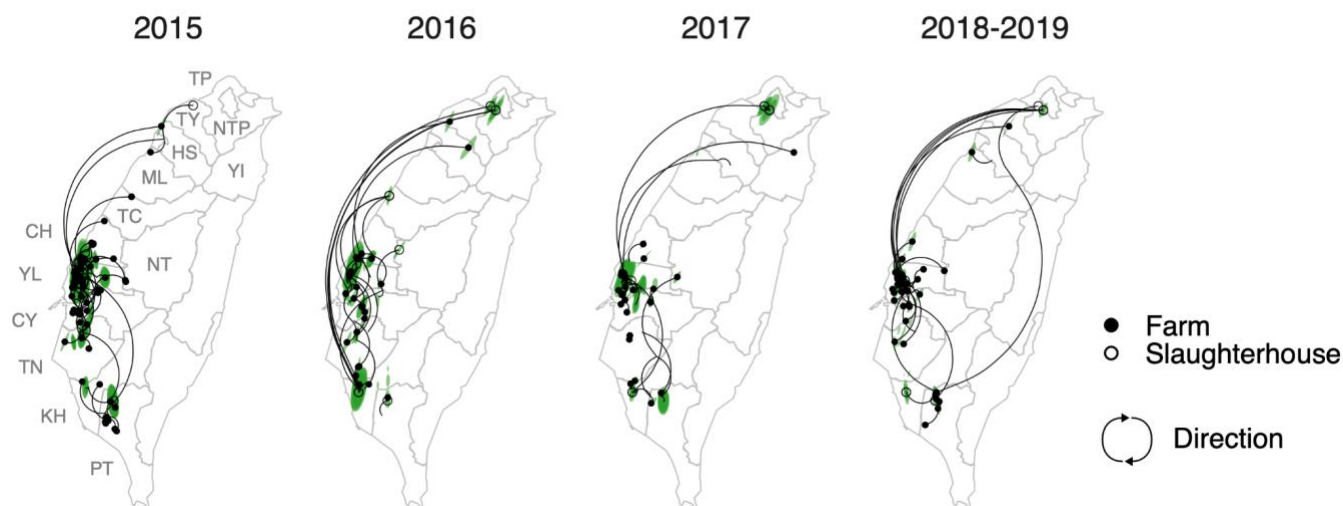 2015
2016
2017
2018-2019
TP
TY
NTP
HS
YI
ML
TC
CH
NT
YL
CY
TN
KH
PT
Farm
Slaughterhouse
Direction